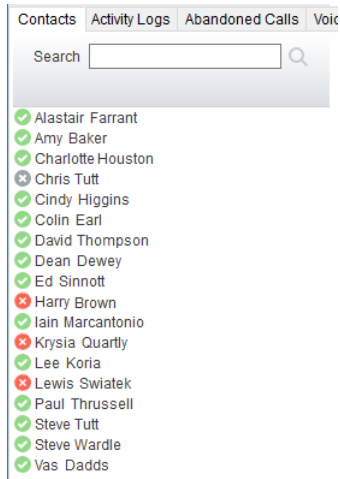 Contacts Activity Logs Abandoned Calls Voic
Search
Alastair Farrant
Amy Baker
Charlotte Houston
Chris Tutt
Cindy Higgins
Colin Earl
David Thompson
Dean Dewey
Ed Sinnott
Harry Brown
Iain Marcantonio
Krysia Quartly
Lee Koria
Lewis Swiatek
Paul Thrussell
Steve Tutt
Steve Wardle
Vas Dadds